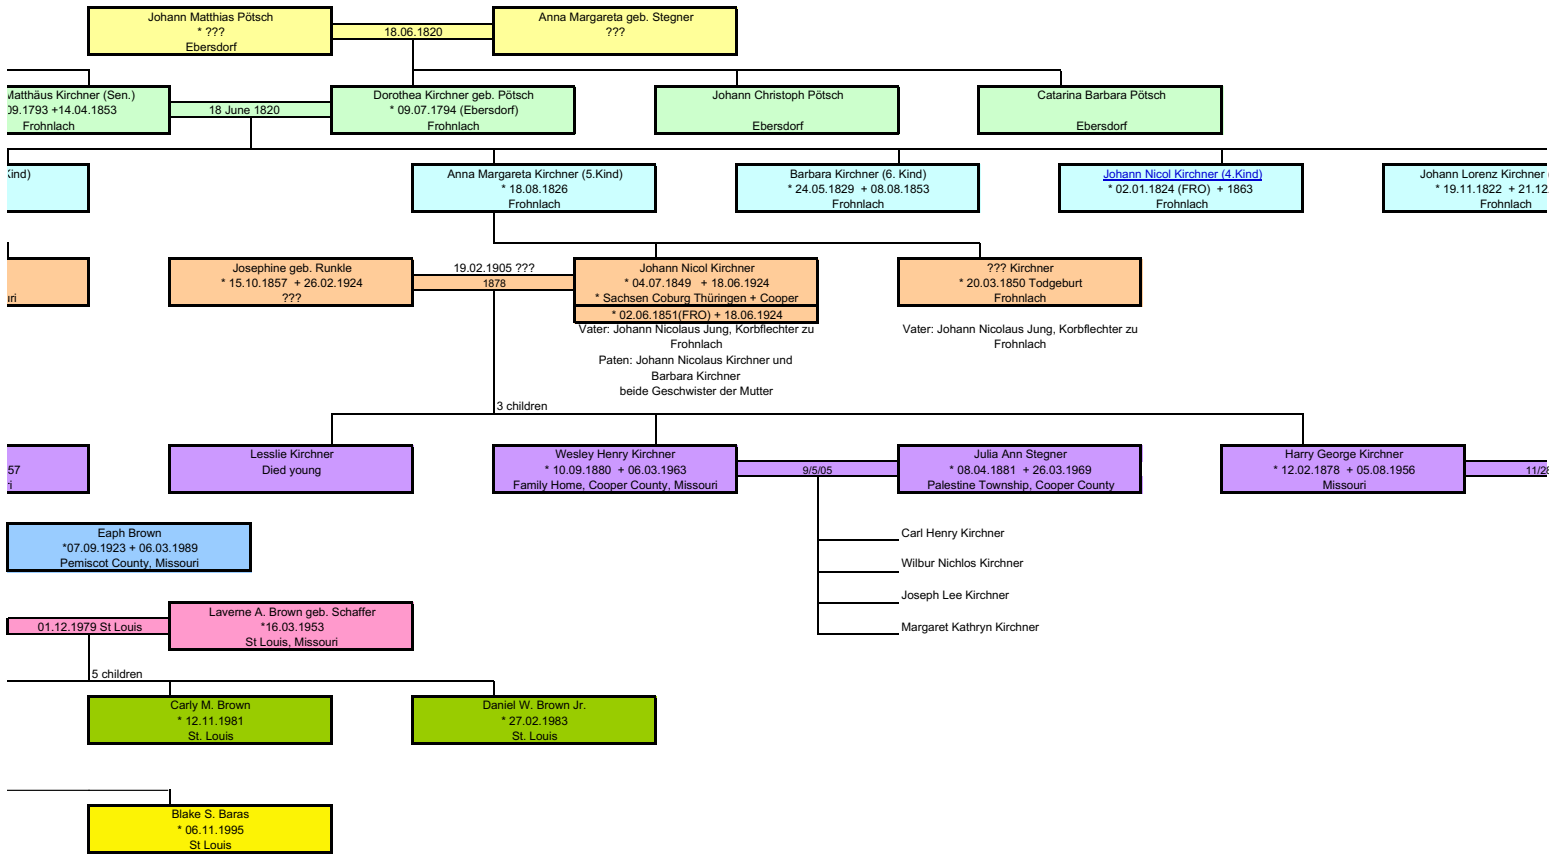 Johann Matthias Pötsch
* ???
Ebersdorf
18.06.1820
Anna Margareta geb. Stegner
???
Matthäus Kirchner (Sen.)
09.1793 +14.04.1853
Frohnlach
18 June 1820
Dorothea Kirchner geb. Pötsch
* 09.07.1794 (Ebersdorf)
Frohnlach
Johann Christoph Pötsch
Ebersdorf
Catarina Barbara Pötsch
Ebersdorf
Kind)
Anna Margareta Kirchner (5.Kind)
* 18.08.1826
Frohnlach
Barbara Kirchner (6. Kind)
* 24.05.1829 + 08.08.1853
Frohnlach
Johann Nicol Kirchner (4.Kind)
* 02.01.1824 (FRO) + 1863
Frohnlach
Johann Lorenz Kirchner (
* 19.11.1822 + 21.12.
Frohnlach
uri
Josephine geb. Runkle
* 15.10.1857 + 26.02.1924
???
19.02.1905 ???
1878
Johann Nicol Kirchner
* 04.07.1849 + 18.06.1924
* Sachsen Coburg Thüringen + Cooper
* 02.06.1851(FRO) + 18.06.1924
Vater: Johann Nicolaus Jung, Korbflechter zu
Frohnlach
Paten: Johann Nicolaus Kirchner und
Barbara Kirchner
beide Geschwister der Mutter
??? Kirchner
* 20.03.1850 Todgeburt
Frohnlach
Vater: Johann Nicolaus Jung, Korbflechter zu
Frohnlach
3 children
57
ri
Lesslie Kirchner
Died young
Wesley Henry Kirchner
* 10.09.1880 + 06.03.1963
Family Home, Cooper County, Missouri
9/5/05
Julia Ann Stegner
* 08.04.1881 + 26.03.1969
Palestine Township, Cooper County
Harry George Kirchner
* 12.02.1878 + 05.08.1956
Missouri
11/28
Carl Henry Kirchner
Wilbur Nichlos Kirchner
Joseph Lee Kirchner
Margaret Kathryn Kirchner
Eaph Brown
*07.09.1923 + 06.03.1989
Pemiscot County, Missouri
01.12.1979 St Louis
Laverne A. Brown geb. Schaffer
*16.03.1953
St Louis, Missouri
5 children
Carly M. Brown
* 12.11.1981
St. Louis
Daniel W. Brown Jr.
* 27.02.1983
St. Louis
Blake S. Baras
* 06.11.1995
St Louis